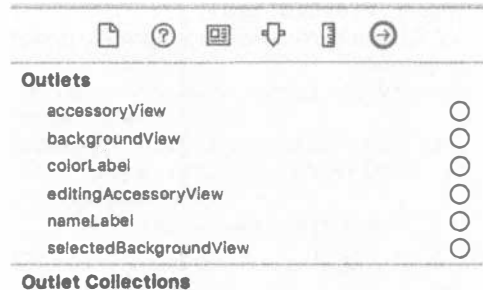 Outlets
accessoryView
backgroundView
colorLabel
editingAccessoryView
nameLabel
selectedBackgroundView
Outlet Collections